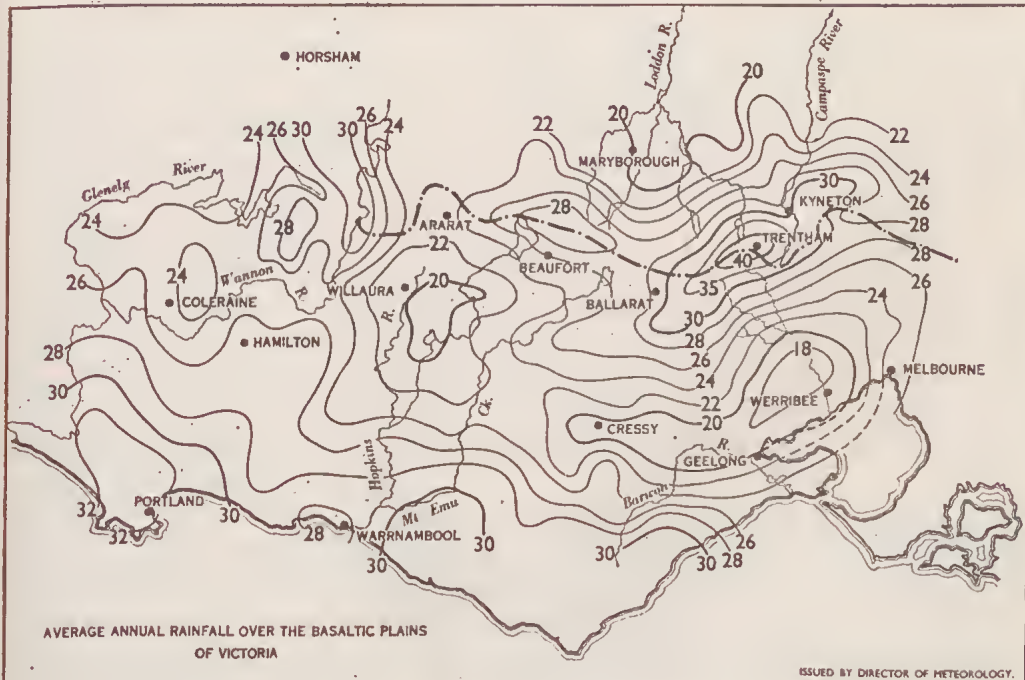 HORSHAM
Loddon R.
Campaspe River
20
26
24 26 30
30
24
20
22
22
MARYBOROUGH
Glenelg River
24
30
KYNETON
24
26
28
ARARAT
28
28
TRENTHAM
22
40
28
BEAUFORT
26
24
Wannon R.
WILLAURA
20
35
26
COLERAINE
R.
BALLARAT
24
30
HAMILTON
28
18
28
26
MELBOURNE
30
24
WERRIBEE
Ck.
22
20
CRESSY
R.
GEELONG
Hopkins
Barwon
PORTLAND
32
30
Mt Emu
32
28
WARRNAMBOOL
30
26
30
28
30
30
AVERAGE ANNUAL RAINFALL OVER THE BASALTIC PLAINS
OF VICTORIA
ISSUED BY DIRECTOR OF METEOROLOGY.